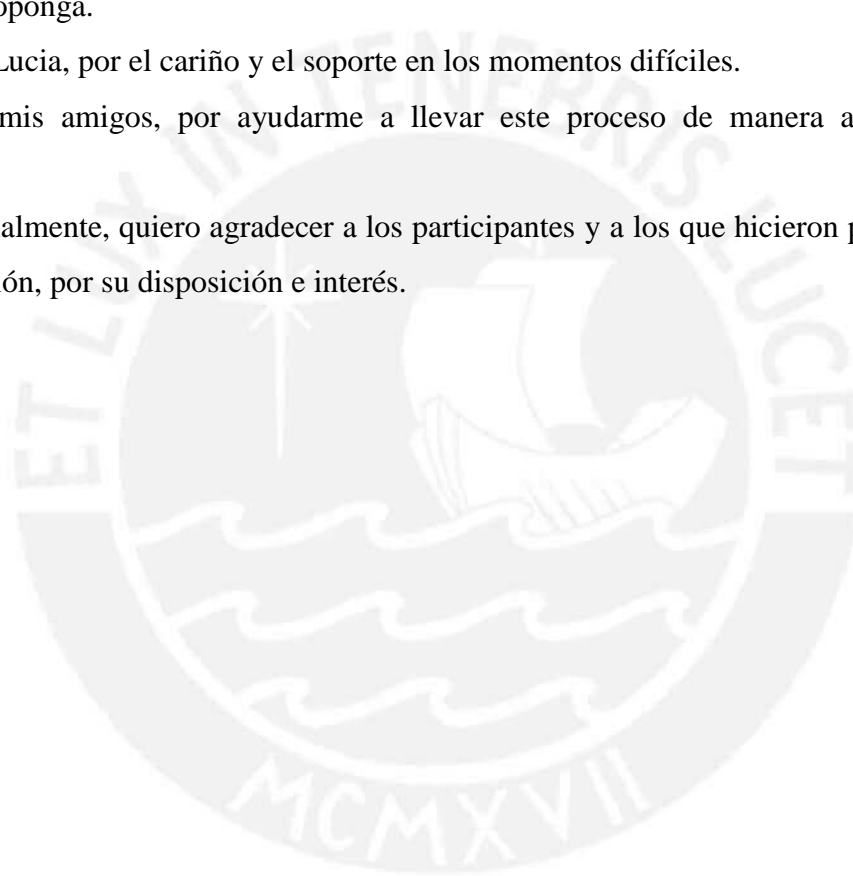 oponga.
Lucia, por el cariño y el soporte en los momentos difíciles.
mis amigos, por ayudarme a llevar este proceso de manera a
almente, quiero agradecer a los participantes y a los que hicieron p
ión, por su disposición e interés.
ET LUX IN TENEBRIS LUCET
MCMXVII